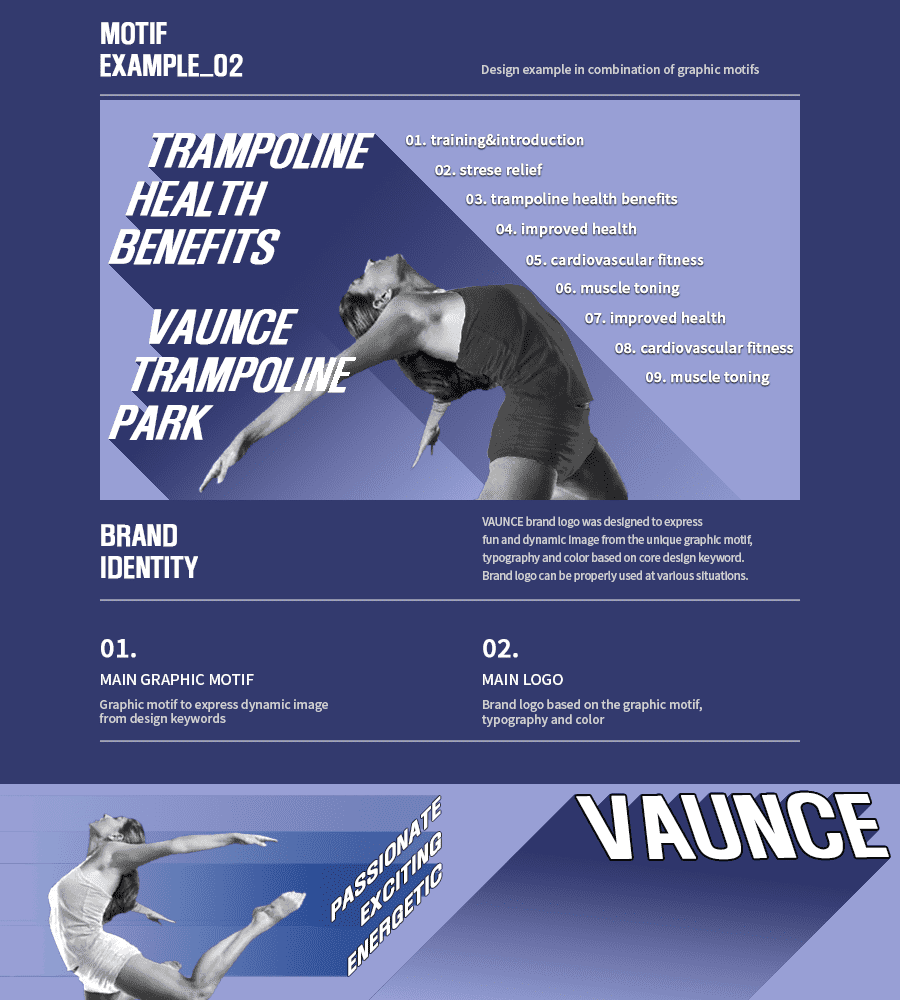 MOTIF
EXAMPLE_02
Design example in combination of graphic motifs
TRAMPOLINE
HEALTH
BENEFITS
VAUNCE
TRAMPOLINE
PARK
01. training&introduction
02. strese relief
03. trampoline health benefits
04. improved health
05. cardiovascular fitness
06. muscle toning
07. improved health
08. cardiovascular fitness
09. muscle toning
BRAND
IDENTITY
VAUNCE brand logo was designed to express
fun and dynamic image from the unique graphic motif,
typography and color based on core design keyword.
Brand logo can be properly used at various situations.
01.
MAIN GRAPHIC MOTIF
Graphic motif to express dynamic image
from design keywords
02.
MAIN LOGO
Brand logo based on the graphic motif,
typography and color
PASSIONATE
EXCITING
ENERGETIC
VAUNCE